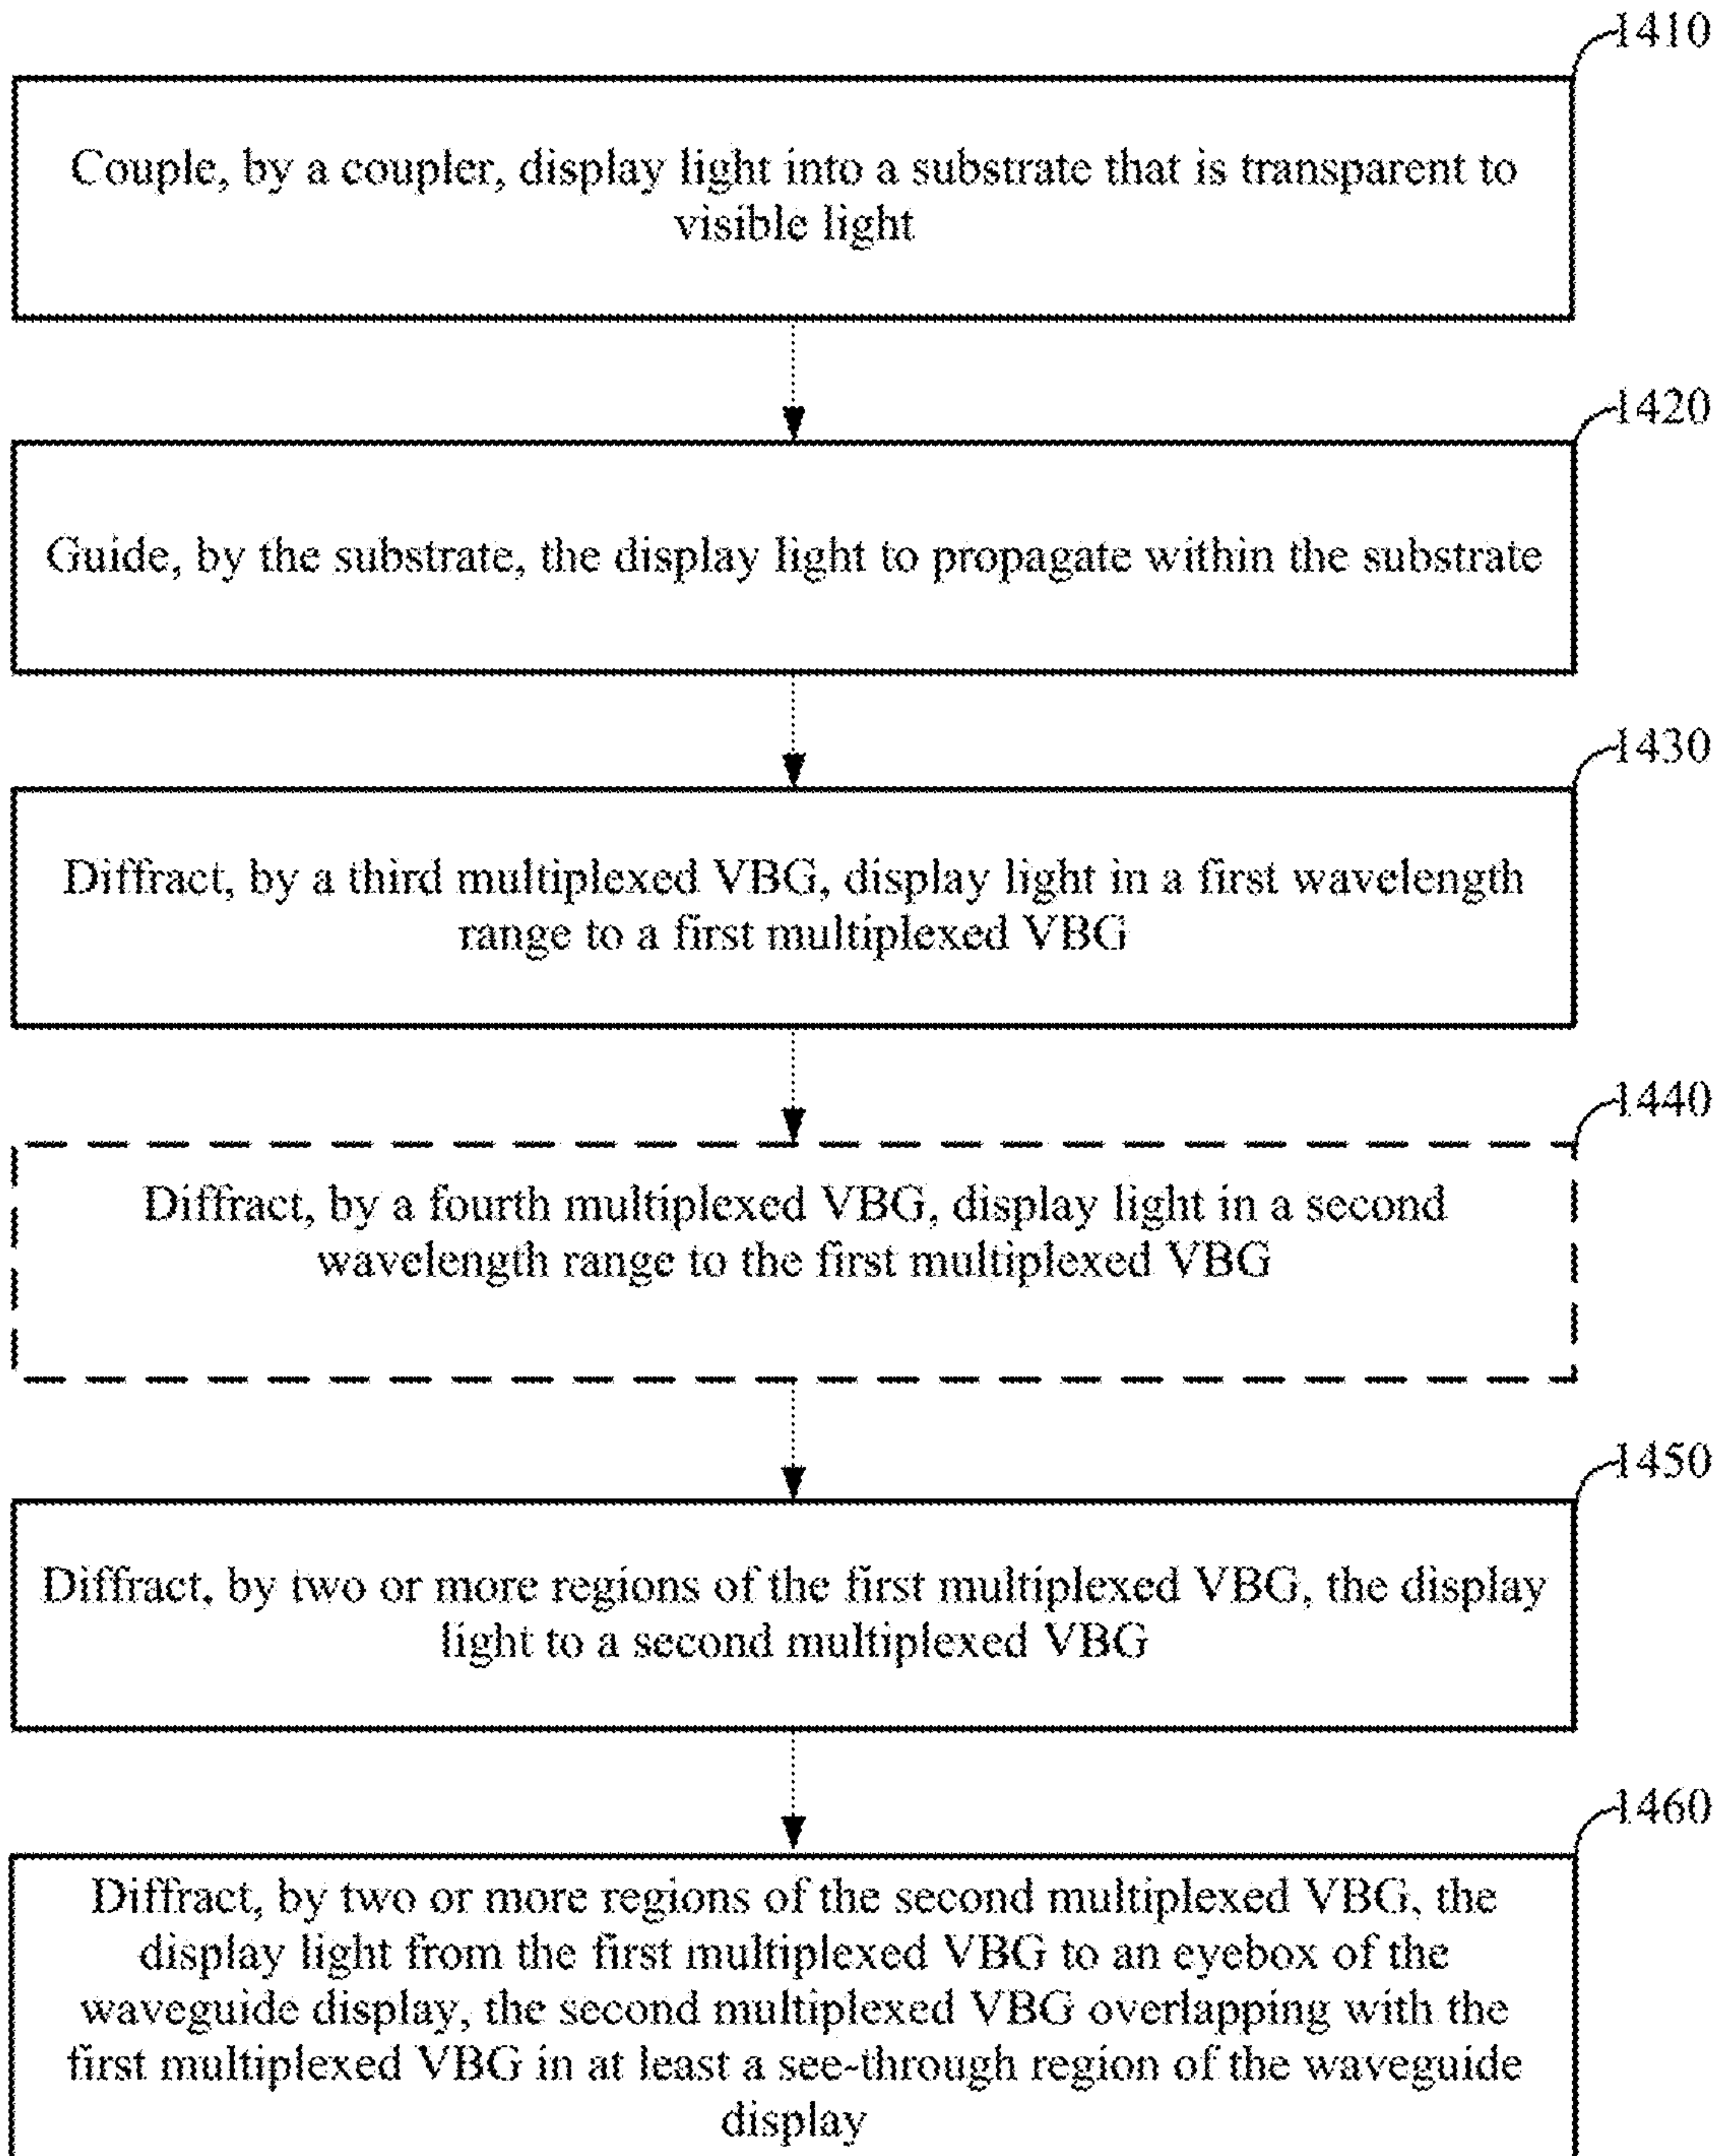 1410
Couple, by a coupler, display light into a substrate that is transparent to
visible light
1420
Guide, by the substrate, the display light to propagate within the substrate
1430
Diffract, by a third multiplexed VBG, display light in a first wavelength
range to a first multiplexed VBG
1440
Diffract, by a fourth multiplexed VBG, display light in a second
wavelength range to the first multiplexed VBG
1450
Diffract, by two or more regions of the first multiplexed VBG, the display
light to a second multiplexed VBG
1460
Diffract, by two or more regions of the second multiplexed VBG, the
display light from the first multiplexed VBG to an eyebox of the
waveguide display, the second multiplexed VBG overlapping with the
first multiplexed VBG in at least a see-through region of the waveguide
display